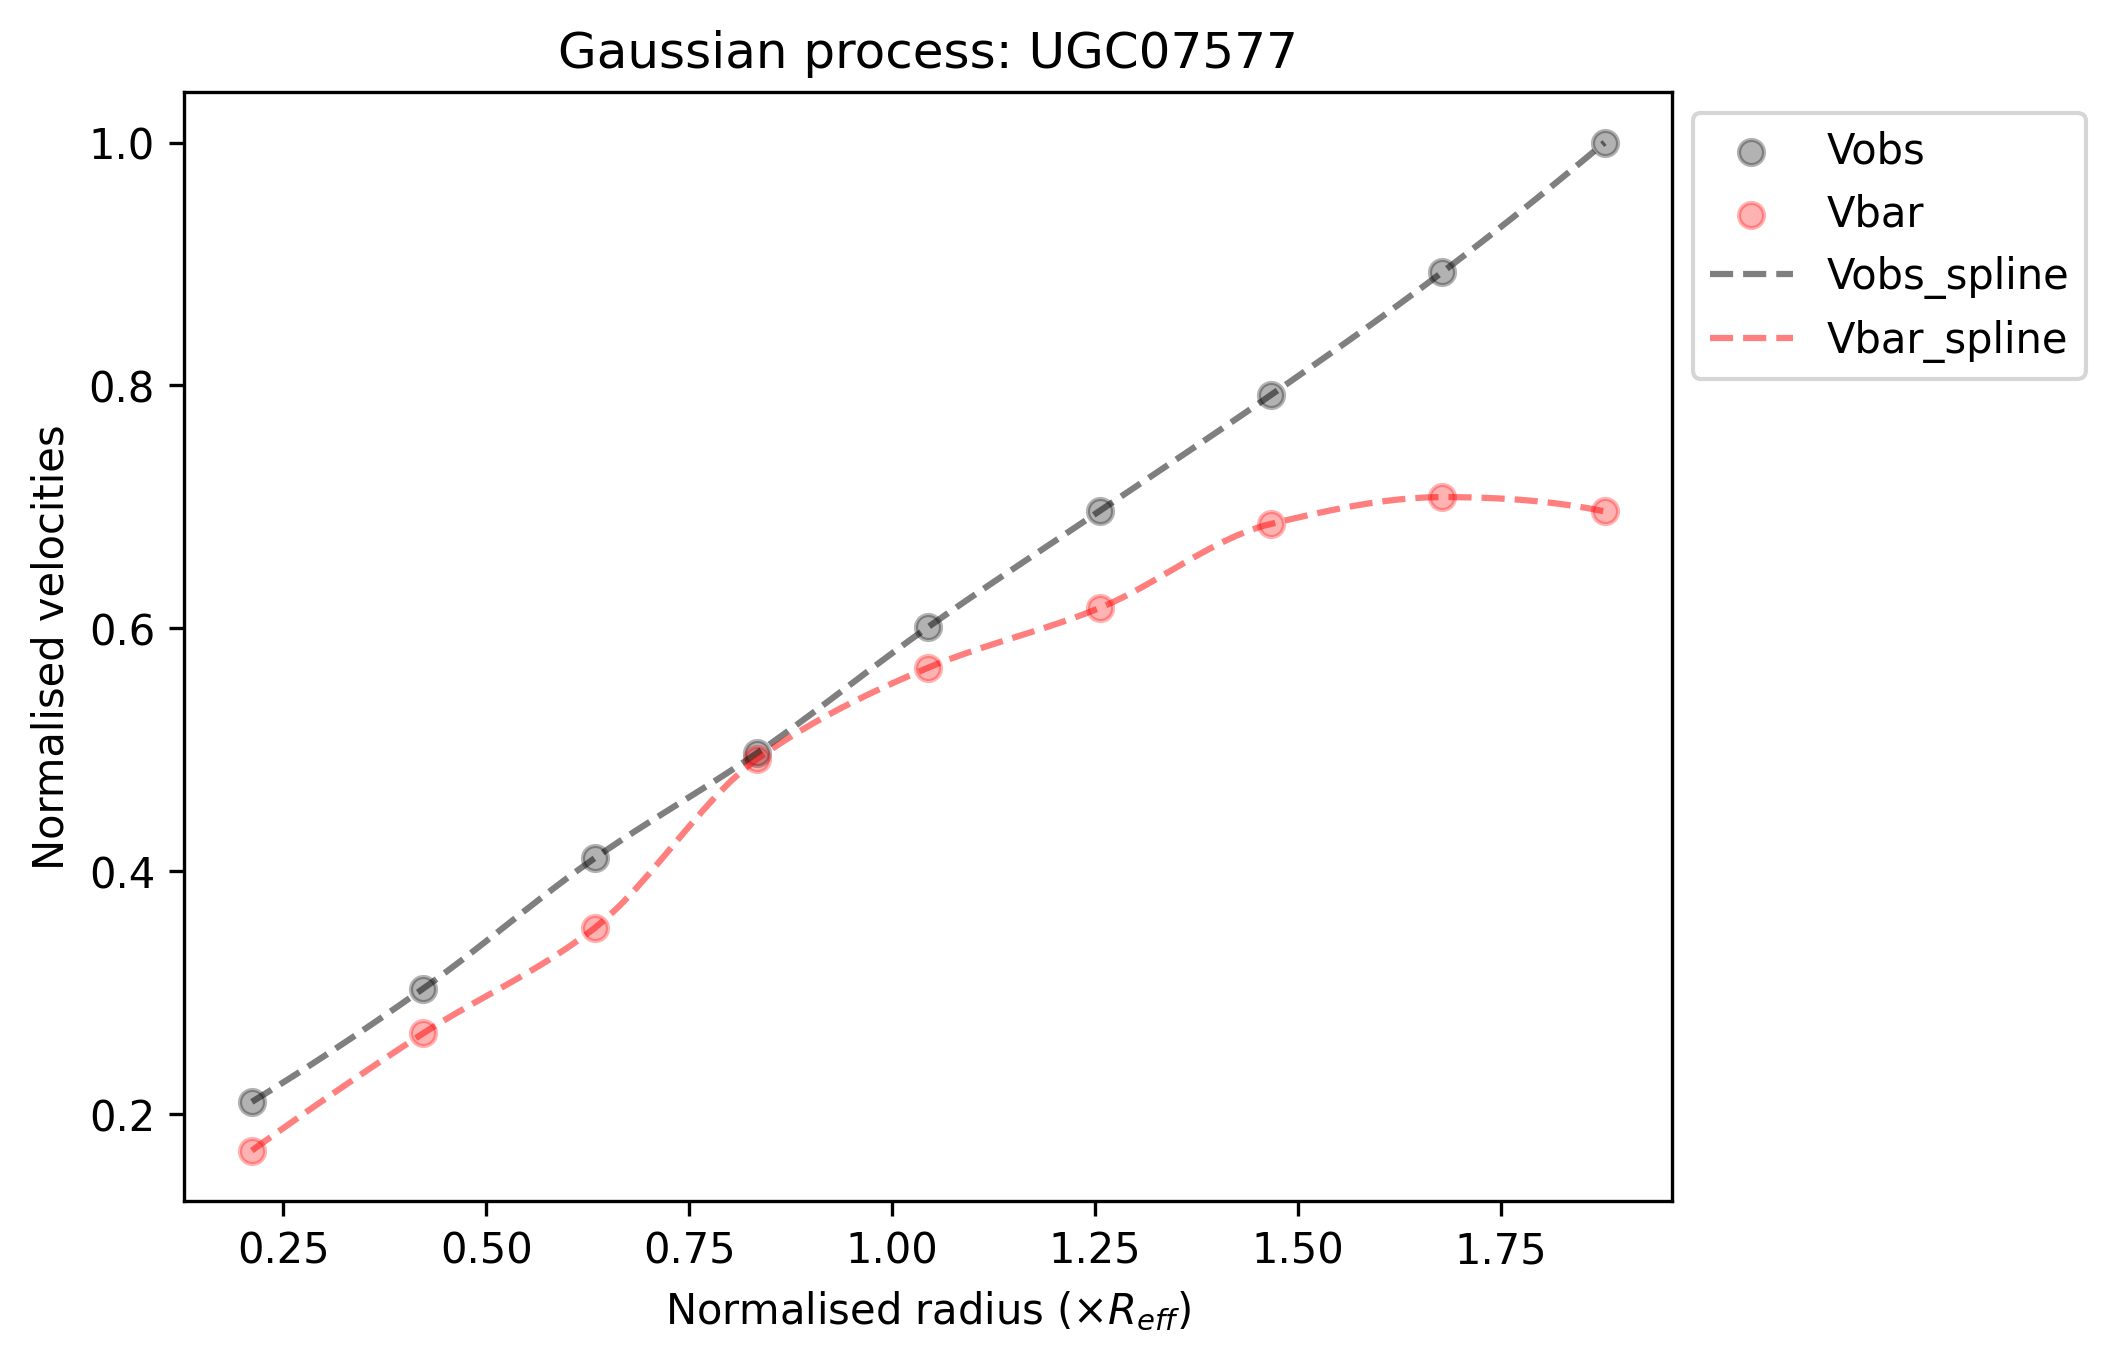 Gaussian process: UGC07577
Normalised velocities
1.0
0.8
0.6
0.4
0.2
0.25 0.50 0.75 1.00 1.25 1.50 1.75
Normalised radius (×R_eff)
Vobs
Vbar
Vobs_spline
Vbar_spline